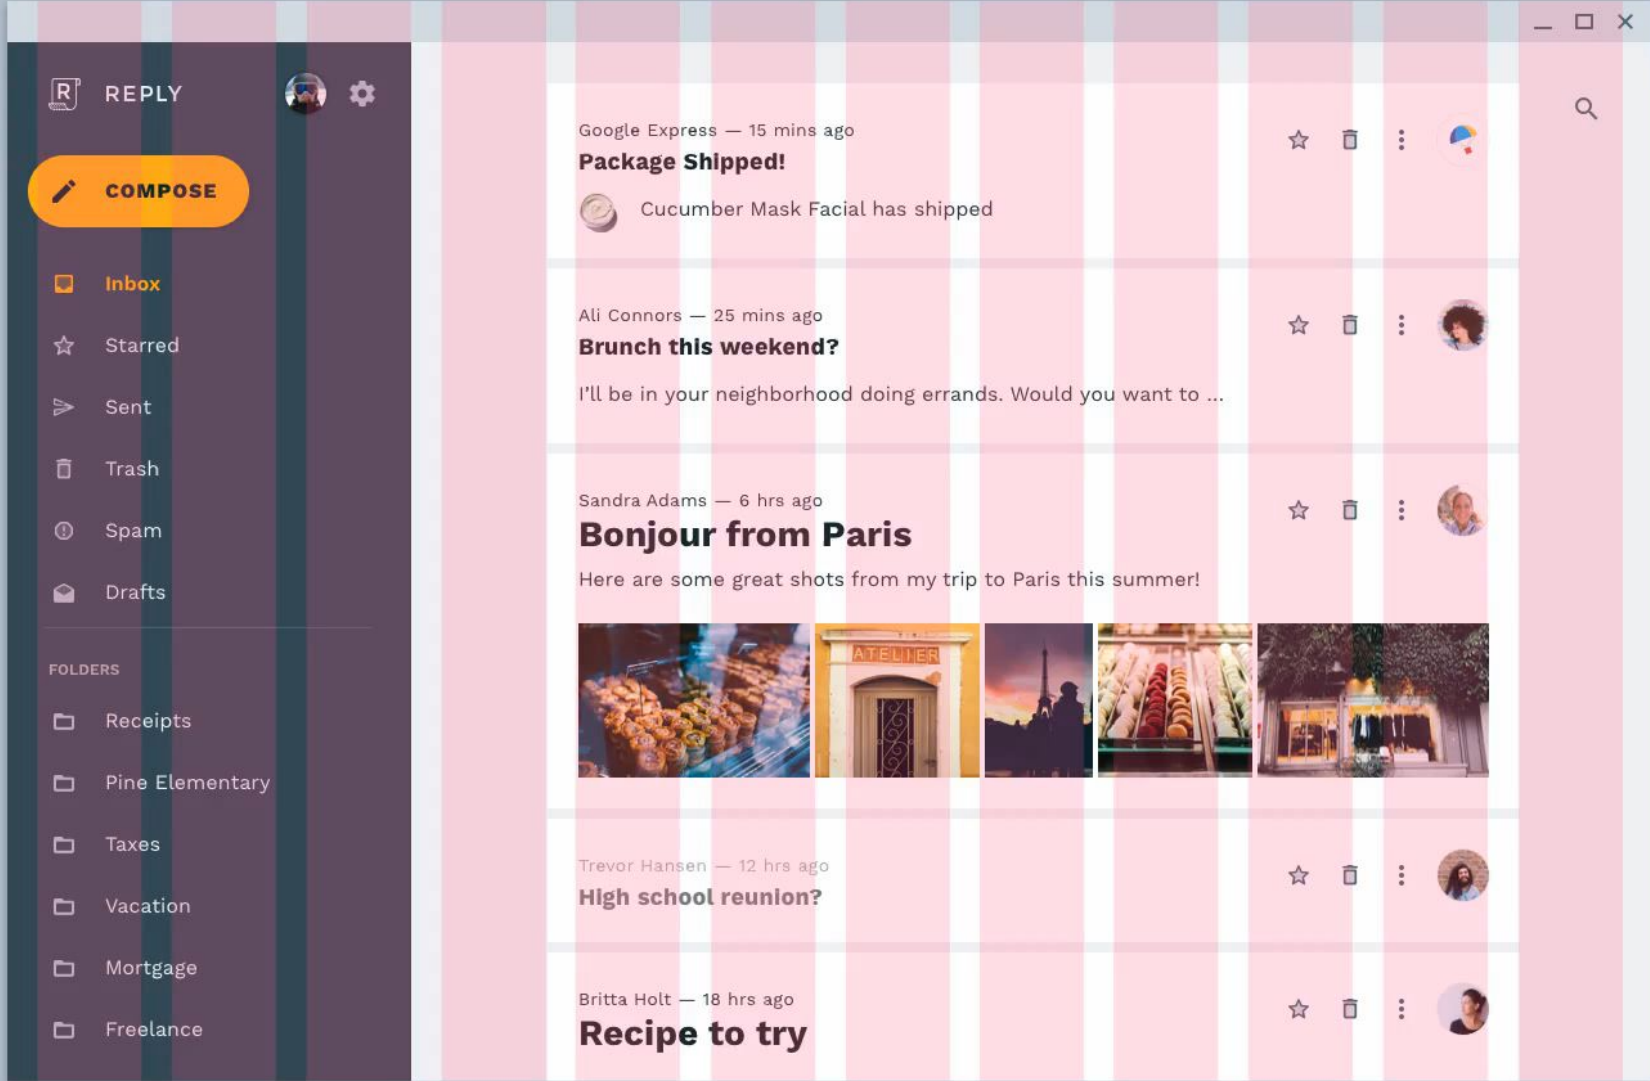 REPLY
COMPOSE
Inbox
Starred
Sent
Trash
Spam
Drafts
FOLDERS
Receipts
Pine Elementary
Taxes
Vacation
Mortgage
Freelance
Google Express — 15 mins ago
Package Shipped!
Cucumber Mask Facial has shipped
Ali Connors — 25 mins ago
Brunch this weekend?
I'll be in your neighborhood doing errands. Would you want to ...
Sandra Adams — 6 hrs ago
Bonjour from Paris
Here are some great shots from my trip to Paris this summer!
ATELIER
Trevor Hansen — 12 hrs ago
High school reunion?
Britta Holt — 18 hrs ago
Recipe to try